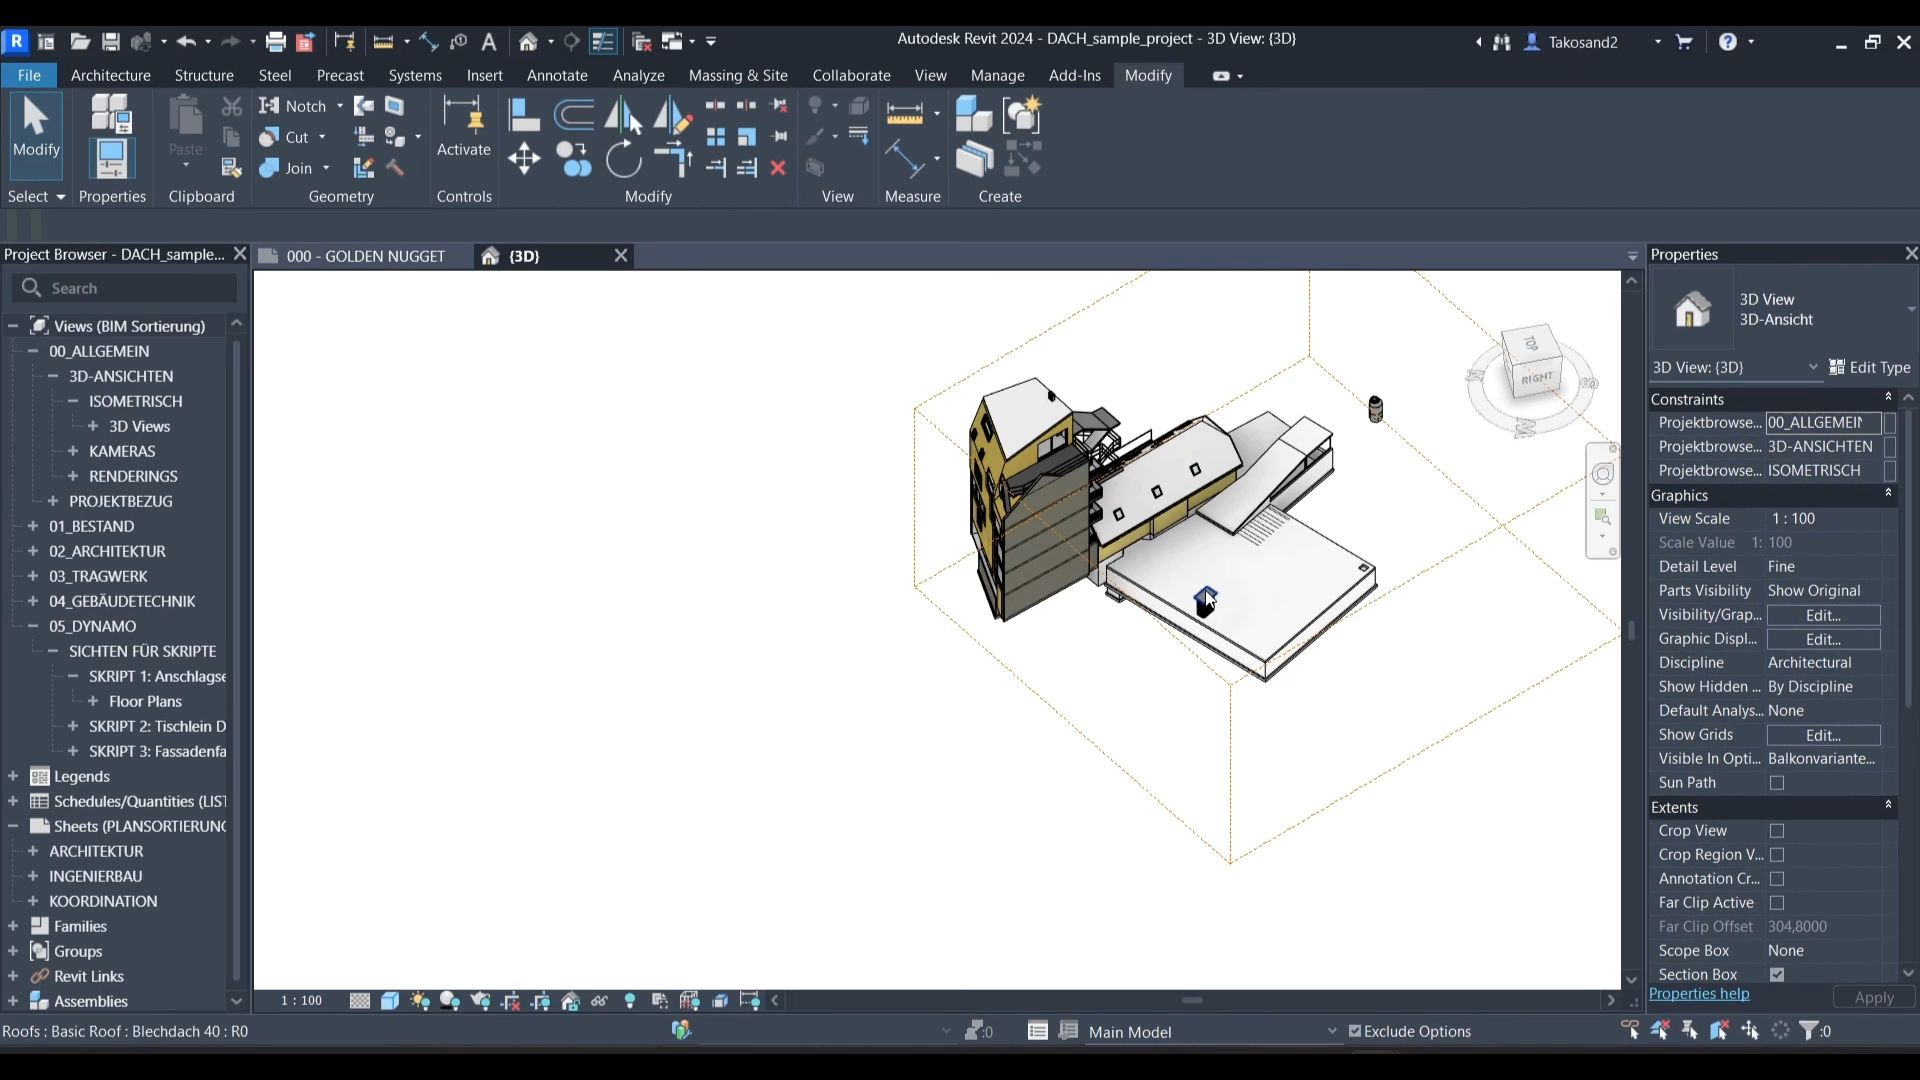 R
Autodesk Revit 2024 - DACH_sample_project - 3D View: {3D}
Takosand2
File Architecture Structure Steel Precast Systems Insert Annotate Analyze Massing & Site Collaborate View Manage Add-Ins Modify
Modify
Select
Properties
Paste
Clipboard
Notch
Cut
Join
Geometry
Activate
Controls
Modify
View
Measure
Create
Project Browser - DACH_sample...
Search
Views (BIM Sortierung)
00_ALLGEMEIN
3D-ANSICHTEN
ISOMETRISCH
3D Views
KAMERAS
RENDERINGS
PROJEKTBEZUG
01_BESTAND
02_ARCHITEKTUR
03_TRAGWERK
04_GEBÄUDETECHNIK
05_DYNAMO
SICHTEN FÜR SKRIPTE
SKRIPT 1: Anschlagse
Floor Plans
SKRIPT 2: Tischlein D
SKRIPT 3: Fassadenfa
Legends
Schedules/Quantities (LIST
Sheets (PLANSORTIERUNG
ARCHITEKTUR
INGENIERBAU
KOORDINATION
Families
Groups
Revit Links
Assemblies
000 - GOLDEN NUGGET
{3D}
TOP
RIGHT
Properties
3D View
3D-Ansicht
3D View: {3D}
Edit Type
Constraints
Projektbrowse... 00_ALLGEMEIN
Projektbrowse... 3D-ANSICHTEN
Projektbrowse... ISOMETRISCH
Graphics
View Scale 1 : 100
Scale Value 1: 100
Detail Level Fine
Parts Visibility Show Original
Visibility/Grap... Edit...
Graphic Displ... Edit...
Discipline Architectural
Show Hidden ... By Discipline
Default Analys... None
Show Grids Edit...
Visible In Opti... Balkonvariante...
Sun Path
Extents
Crop View
Crop Region V...
Annotation Cr...
Far Clip Active
Far Clip Offset 304,8000
Scope Box None
Section Box
Properties help
Apply
1 : 100
Roofs : Basic Roof : Blechdach 40 : R0
:0
Main Model
Exclude Options
:0